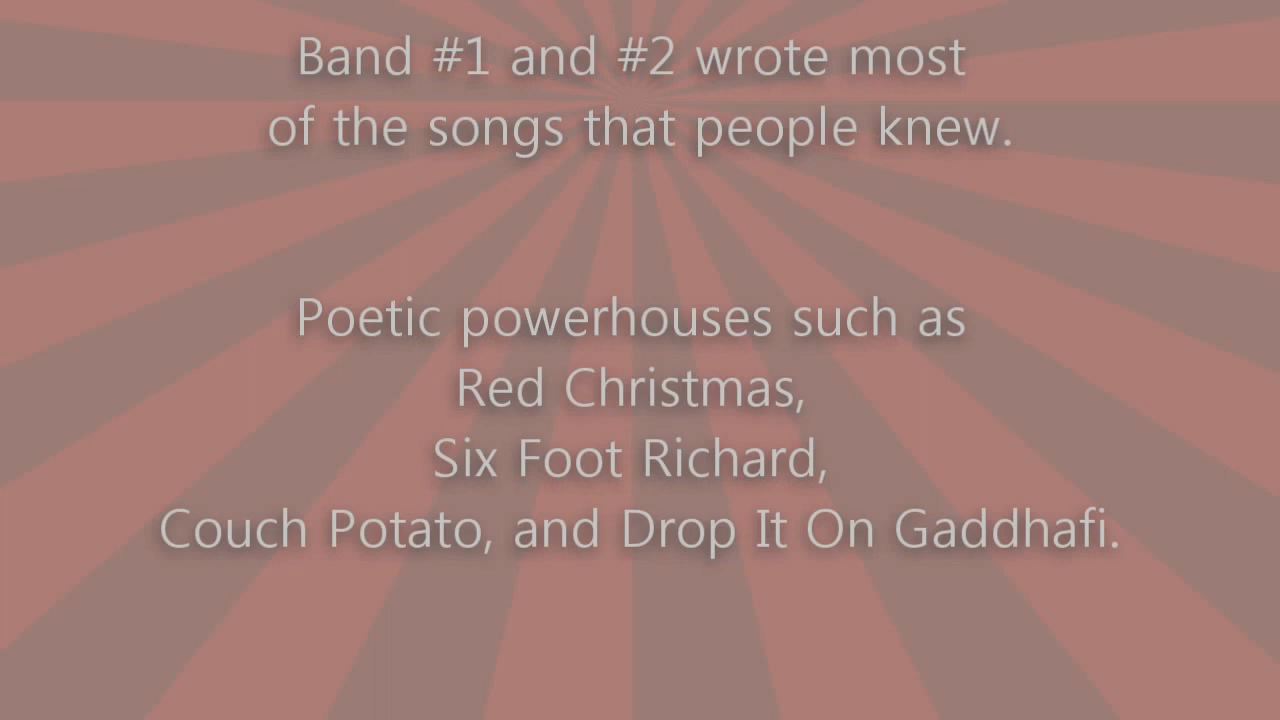 Band #1 and #2 wrote most
of the songs that people knew.
Poetic powerhouses such as
Red Christmas,
Six Foot Richard,
Couch Potato, and Drop It On Gaddhafi.